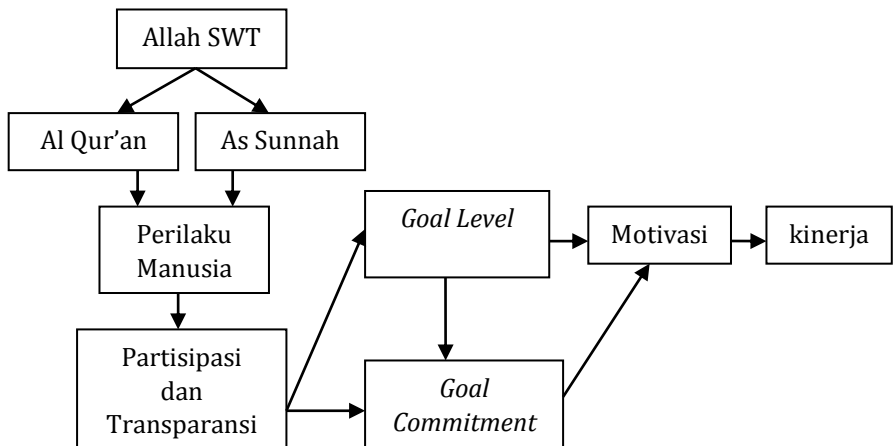 Allah SWT
Al Qur’an
As Sunnah
Perilaku
Manusia
Goal Level
Motivasi
kinerja
Partisipasi
dan
Transparansi
Goal
Commitment